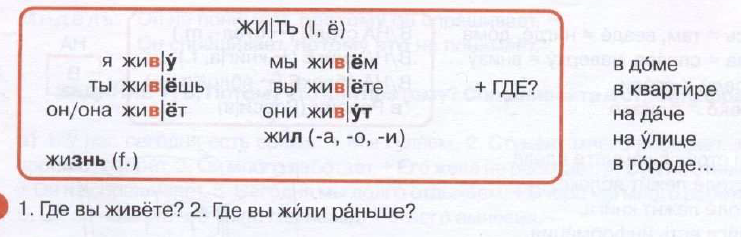 ЖИ|ТЬ (I, ё)
я жив|у́ мы жив|ём в до́ме
ты жив|ёшь вы жив|ёте + ГДЕ? в кварти́ре
он/она жив|ёт они жив|у́т на да́че
жил (-а, -о, -и) на у́лице
жизнь (f.) в го́роде...
1. Где вы живёте? 2. Где вы жи́ли ра́ньше?